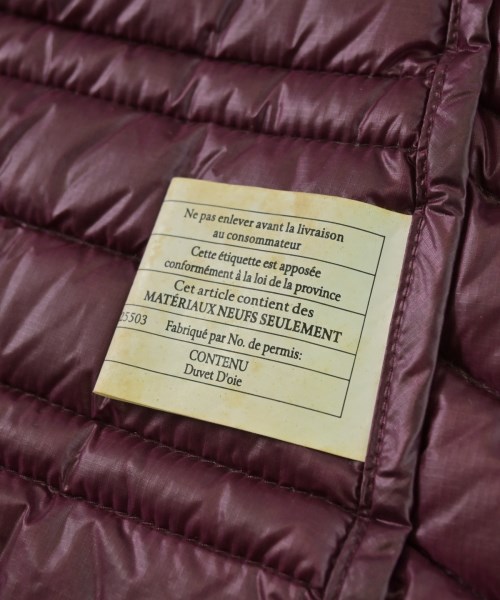 Ne pas enlever avant la livraison
au consommateur
Cette étiquette est apposée
conformément à la loi de la province
Cet article contient des
MATÉRIAUX NEUFS SEULEMENT
Fabriqué par No. de permis:
5503
CONTENU
Duvet D'oie